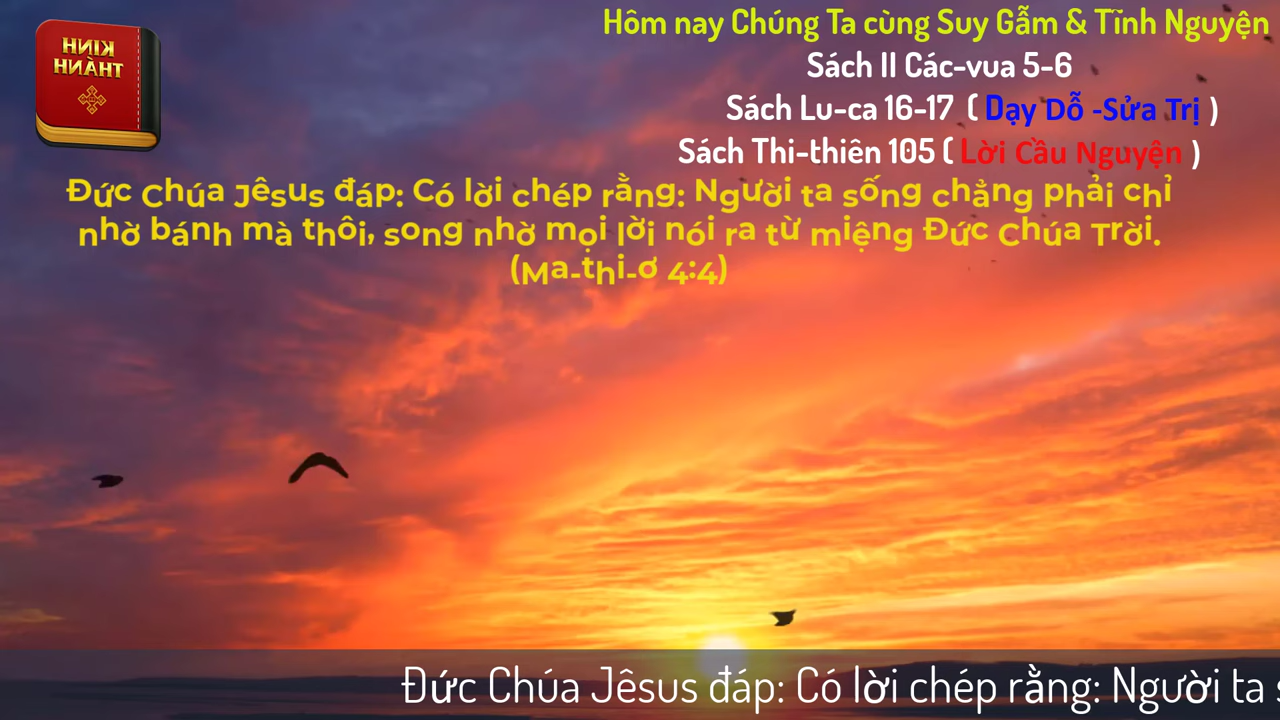 KINH
THÀNH
Hôm nay Chúng Ta cùng Suy Gẫm & Tĩnh Nguyện
Sách II Các-vua 5-6
Sách Lu-ca 16-17 ( Dạy Dỗ -Sửa Trị )
Sách Thi-thiên 105 ( Lời Cầu Nguyện )
Đức Chúa Jêsus đáp: Có lời chép rằng: Người ta sống chẳng phải chỉ
nhờ bánh mà thôi, song nhờ mọi lời nói ra từ miệng Đức Chúa Trời.
(Ma-thi-ơ 4:4)
Đức Chúa Jêsus đáp: Có lời chép rằng: Người ta